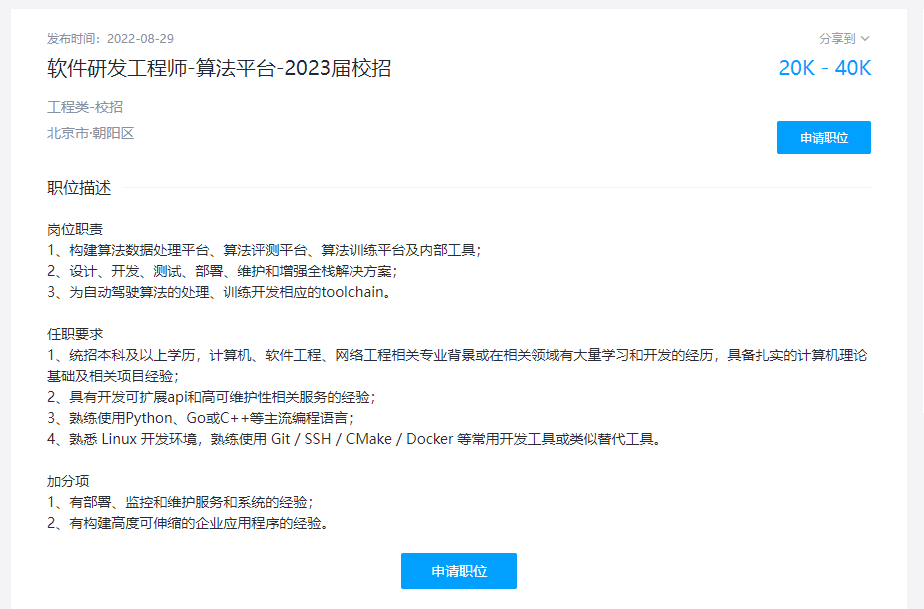 发布时间：2022-08-29
分享到
软件研发工程师-算法平台-2023届校招
20K - 40K
工程类-校招
北京市·朝阳区
申请职位
职位描述
岗位职责
1、构建算法数据处理平台、算法评测平台、算法训练平台及内部工具；
2、设计、开发、测试、部署、维护和增强全栈解决方案；
3、为自动驾驶算法的处理、训练开发相应的toolchain。
任职要求
1、统招本科及以上学历，计算机、软件工程、网络工程相关专业背景或在相关领域有大量学习和开发的经历，具备扎实的计算机理论
基础及相关项目经验；
2、具有开发可扩展api和高可维护性相关服务的经验；
3、熟练使用Python、Go或C++等主流编程语言；
4、熟悉 Linux 开发环境，熟练使用 Git / SSH / CMake / Docker 等常用开发工具或类似替代工具。
加分项
1、有部署、监控和维护服务和系统的经验；
2、有构建高度可伸缩的企业应用程序的经验。
申请职位